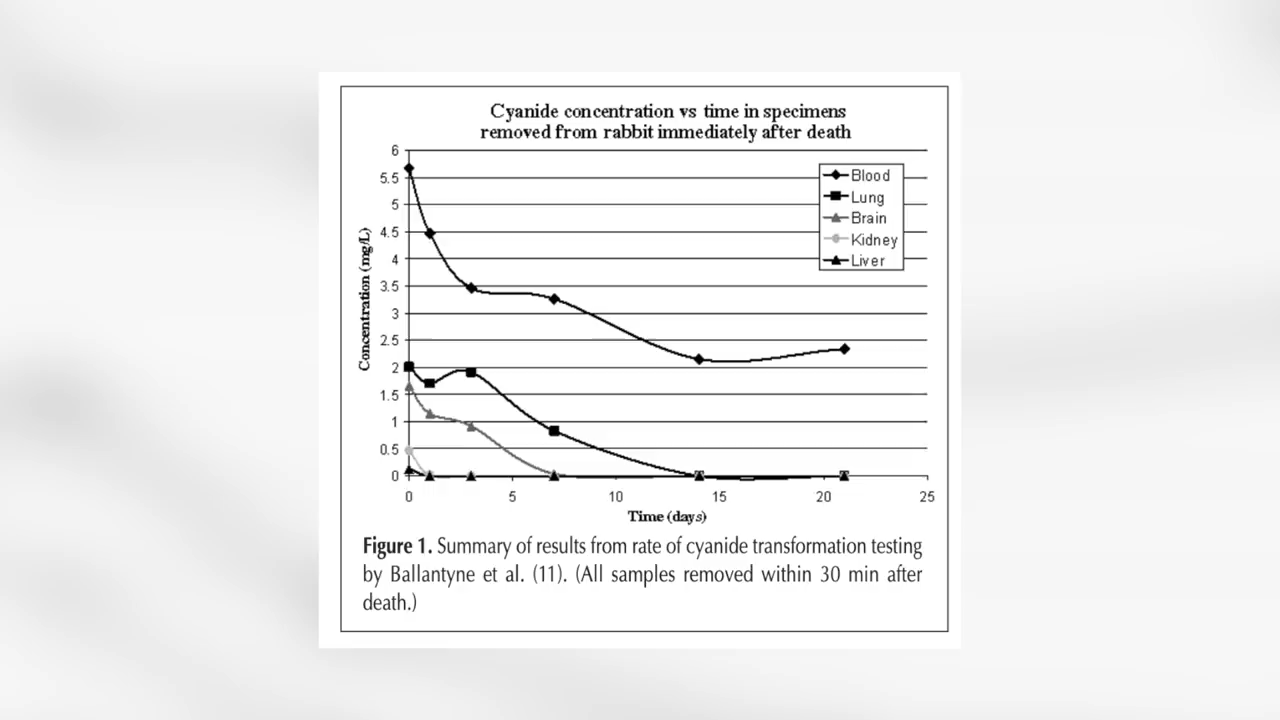 Cyanide concentration vs time in specimens
removed from rabbit immediately after death
6
5.5
5
4.5
4
3.5
3
2.5
2
1.5
1
0.5
0
Concentration (mg/L)
Blood
Lung
Brain
Kidney
Liver
0 5 10 15 20 25
Time (days)
Figure 1. Summary of results from rate of cyanide transformation testing
by Ballantyne et al. (11). (All samples removed within 30 min after
death.)